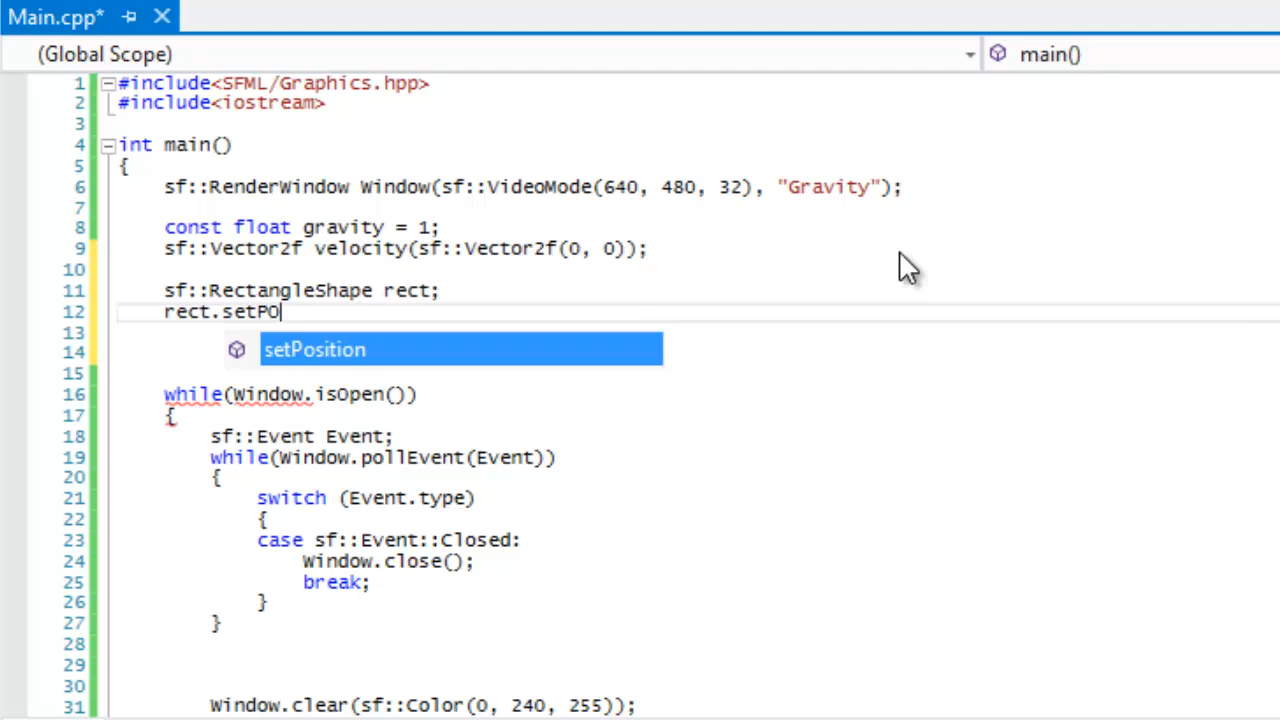 Main.cpp*
(Global Scope) main()
1 #include<SFML/Graphics.hpp>
2 #include<iostream>
3
4 int main()
5 {
6 sf::RenderWindow Window(sf::VideoMode(640, 480, 32), "Gravity");
7
8 const float gravity = 1;
9 sf::Vector2f velocity(sf::Vector2f(0, 0));
10
11 sf::RectangleShape rect;
12 rect.setPO
13 setPosition
14
15
16 while(Window.isOpen())
17 {
18 sf::Event Event;
19 while(Window.pollEvent(Event))
20 {
21 switch (Event.type)
22 {
23 case sf::Event::Closed:
24 Window.close();
25 break;
26 }
27 }
28
29
30
31 Window.clear(sf::Color(0, 240, 255));